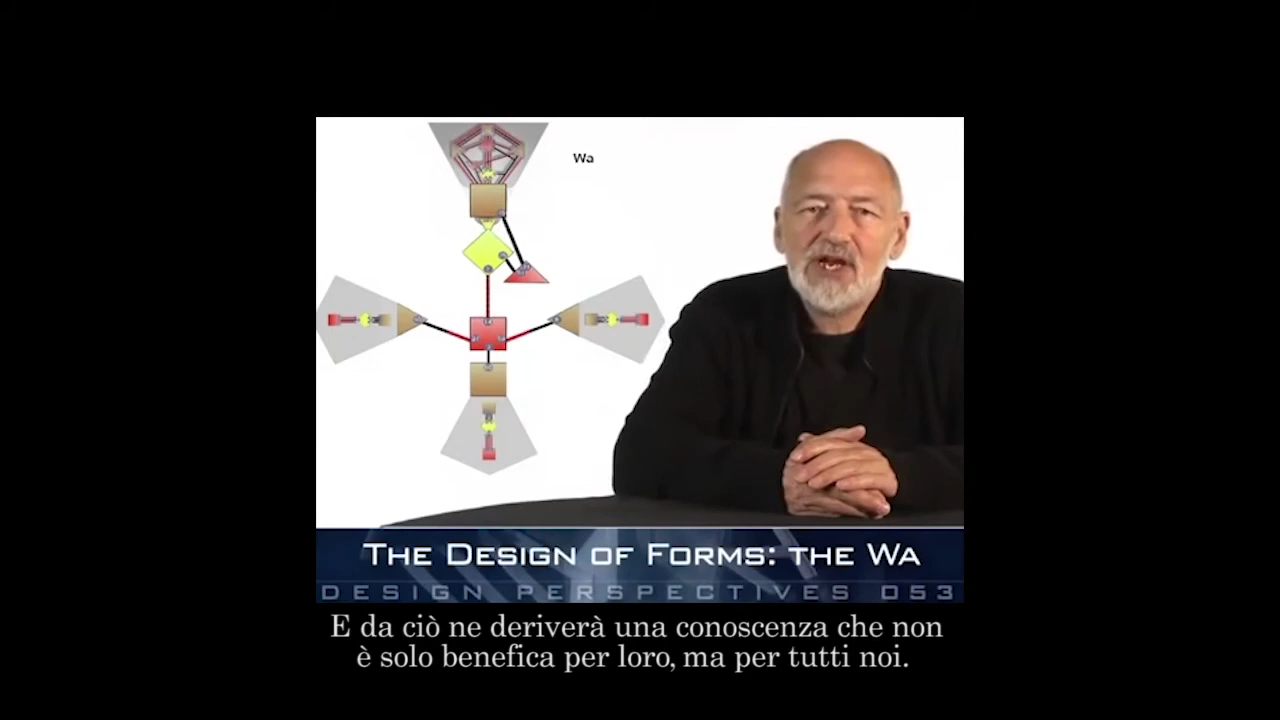 Wa
THE DESIGN OF FORMS: THE WA
DESIGN PERSPECTIVES 053
E da ciò ne deriverà una conoscenza che non
è solo benefica per loro, ma per tutti noi.